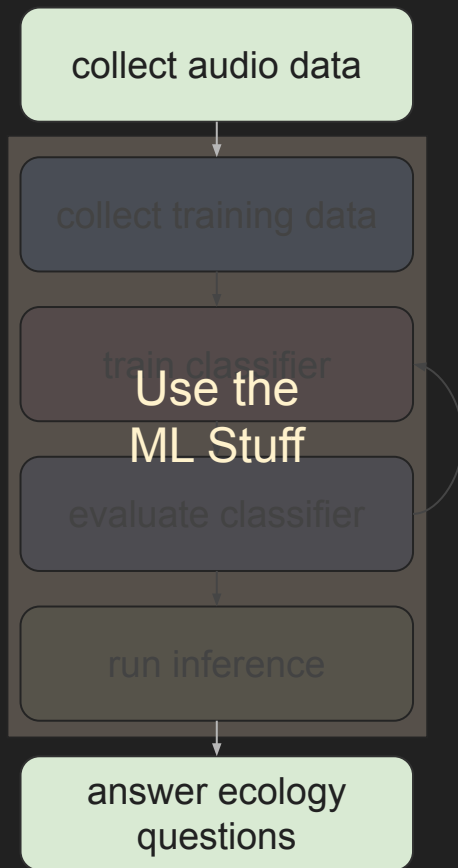 collect audio data
collect training data
train classifier
Use the
ML Stuff
evaluate classifier
run inference
answer ecology
questions